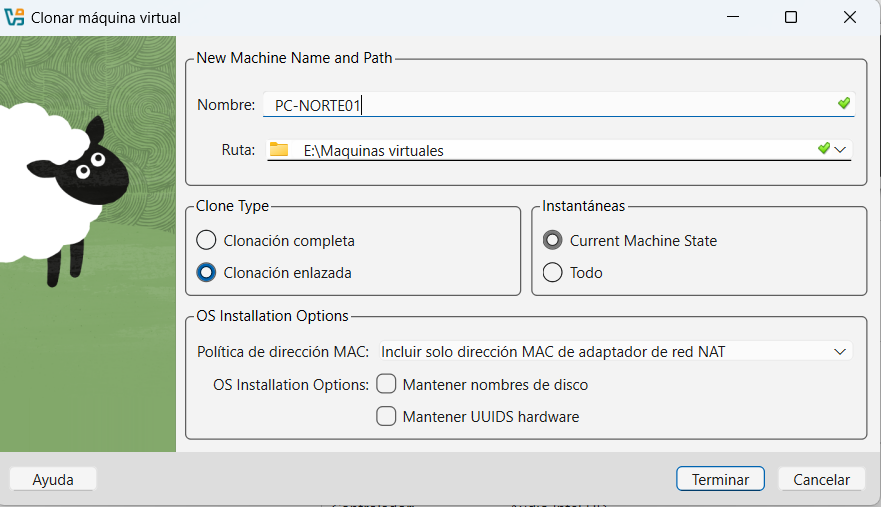 Clonar máquina virtual
New Machine Name and Path
Nombre: PC-NORTE01
Ruta: E:\Maquinas virtuales
Clone Type
Clonación completa
Clonación enlazada
Instantáneas
Current Machine State
Todo
OS Installation Options
Política de dirección MAC: Incluir solo dirección MAC de adaptador de red NAT
OS Installation Options: Mantener nombres de disco
Mantener UUIDS hardware
Ayuda
Terminar
Cancelar